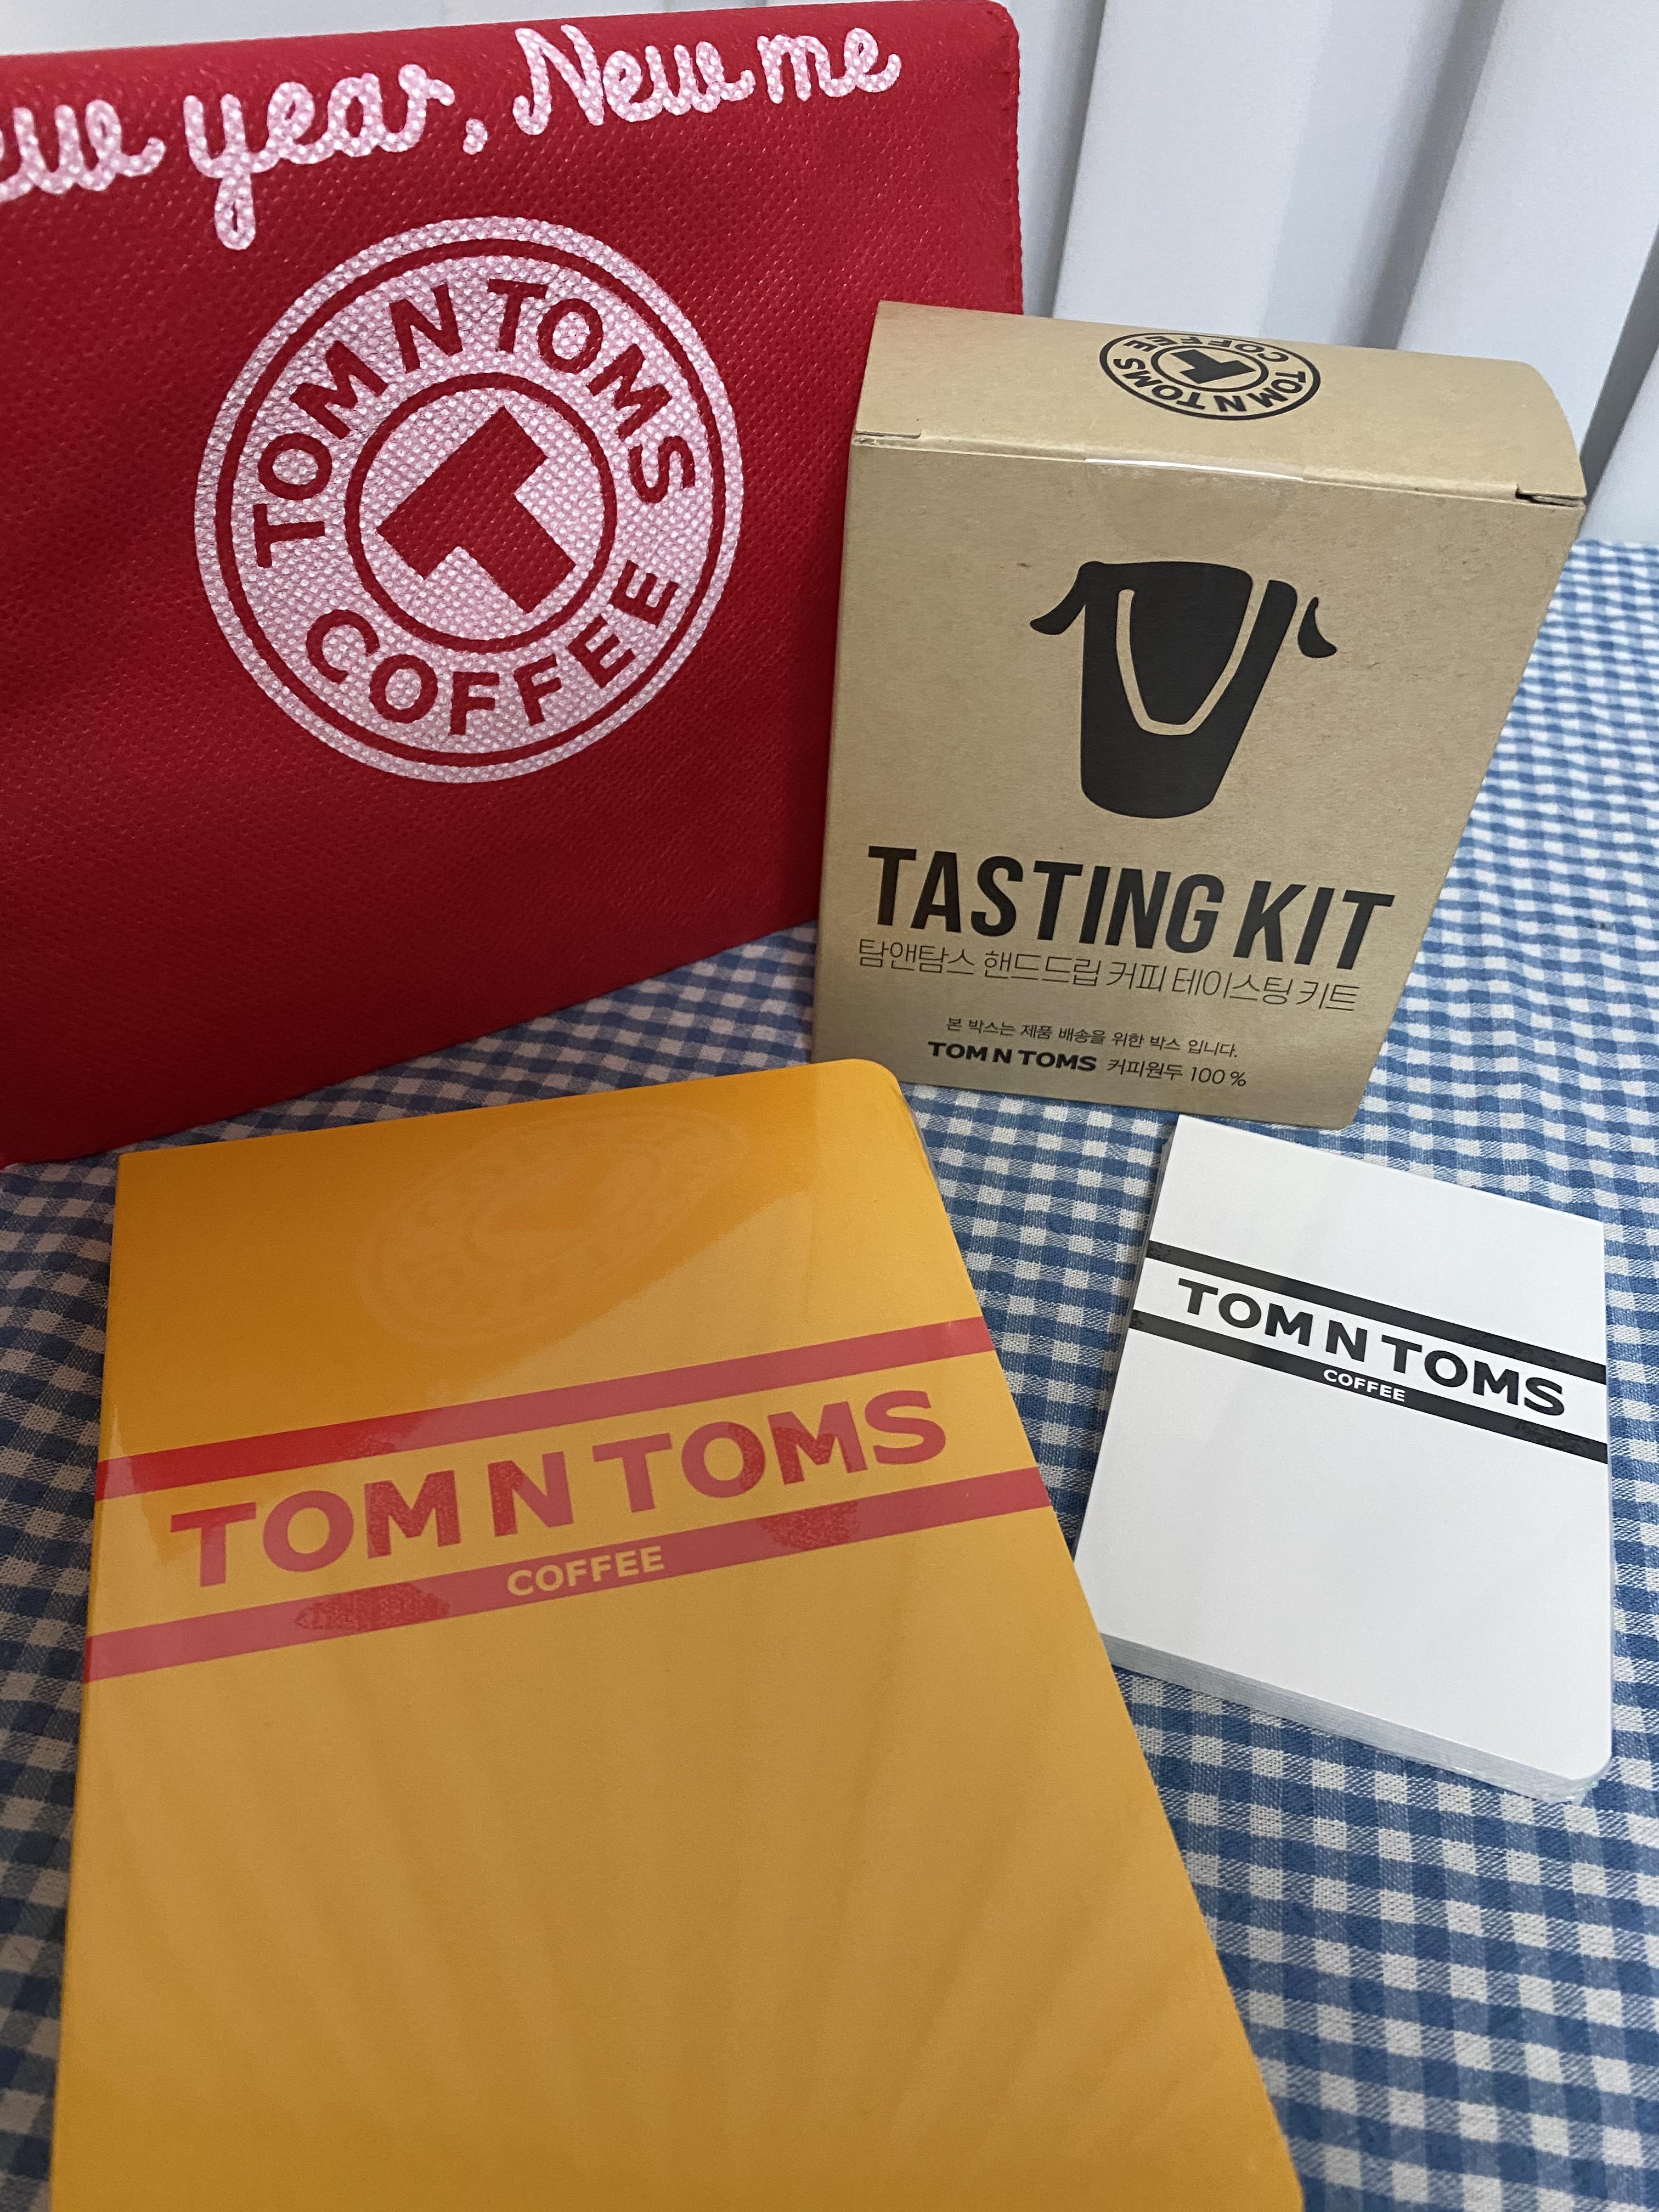 ew year, New me
TOM N TOMS
COFFEE
TOM N TOMS
COFFEE
TASTING KIT
탐앤탐스 핸드드립 커피 테이스팅 키트
본 박스는 제품 배송을 위한 박스 입니다.
TOM N TOMS 커피원두 100%
TOM N TOMS
COFFEE
TOM N TOMS
COFFEE